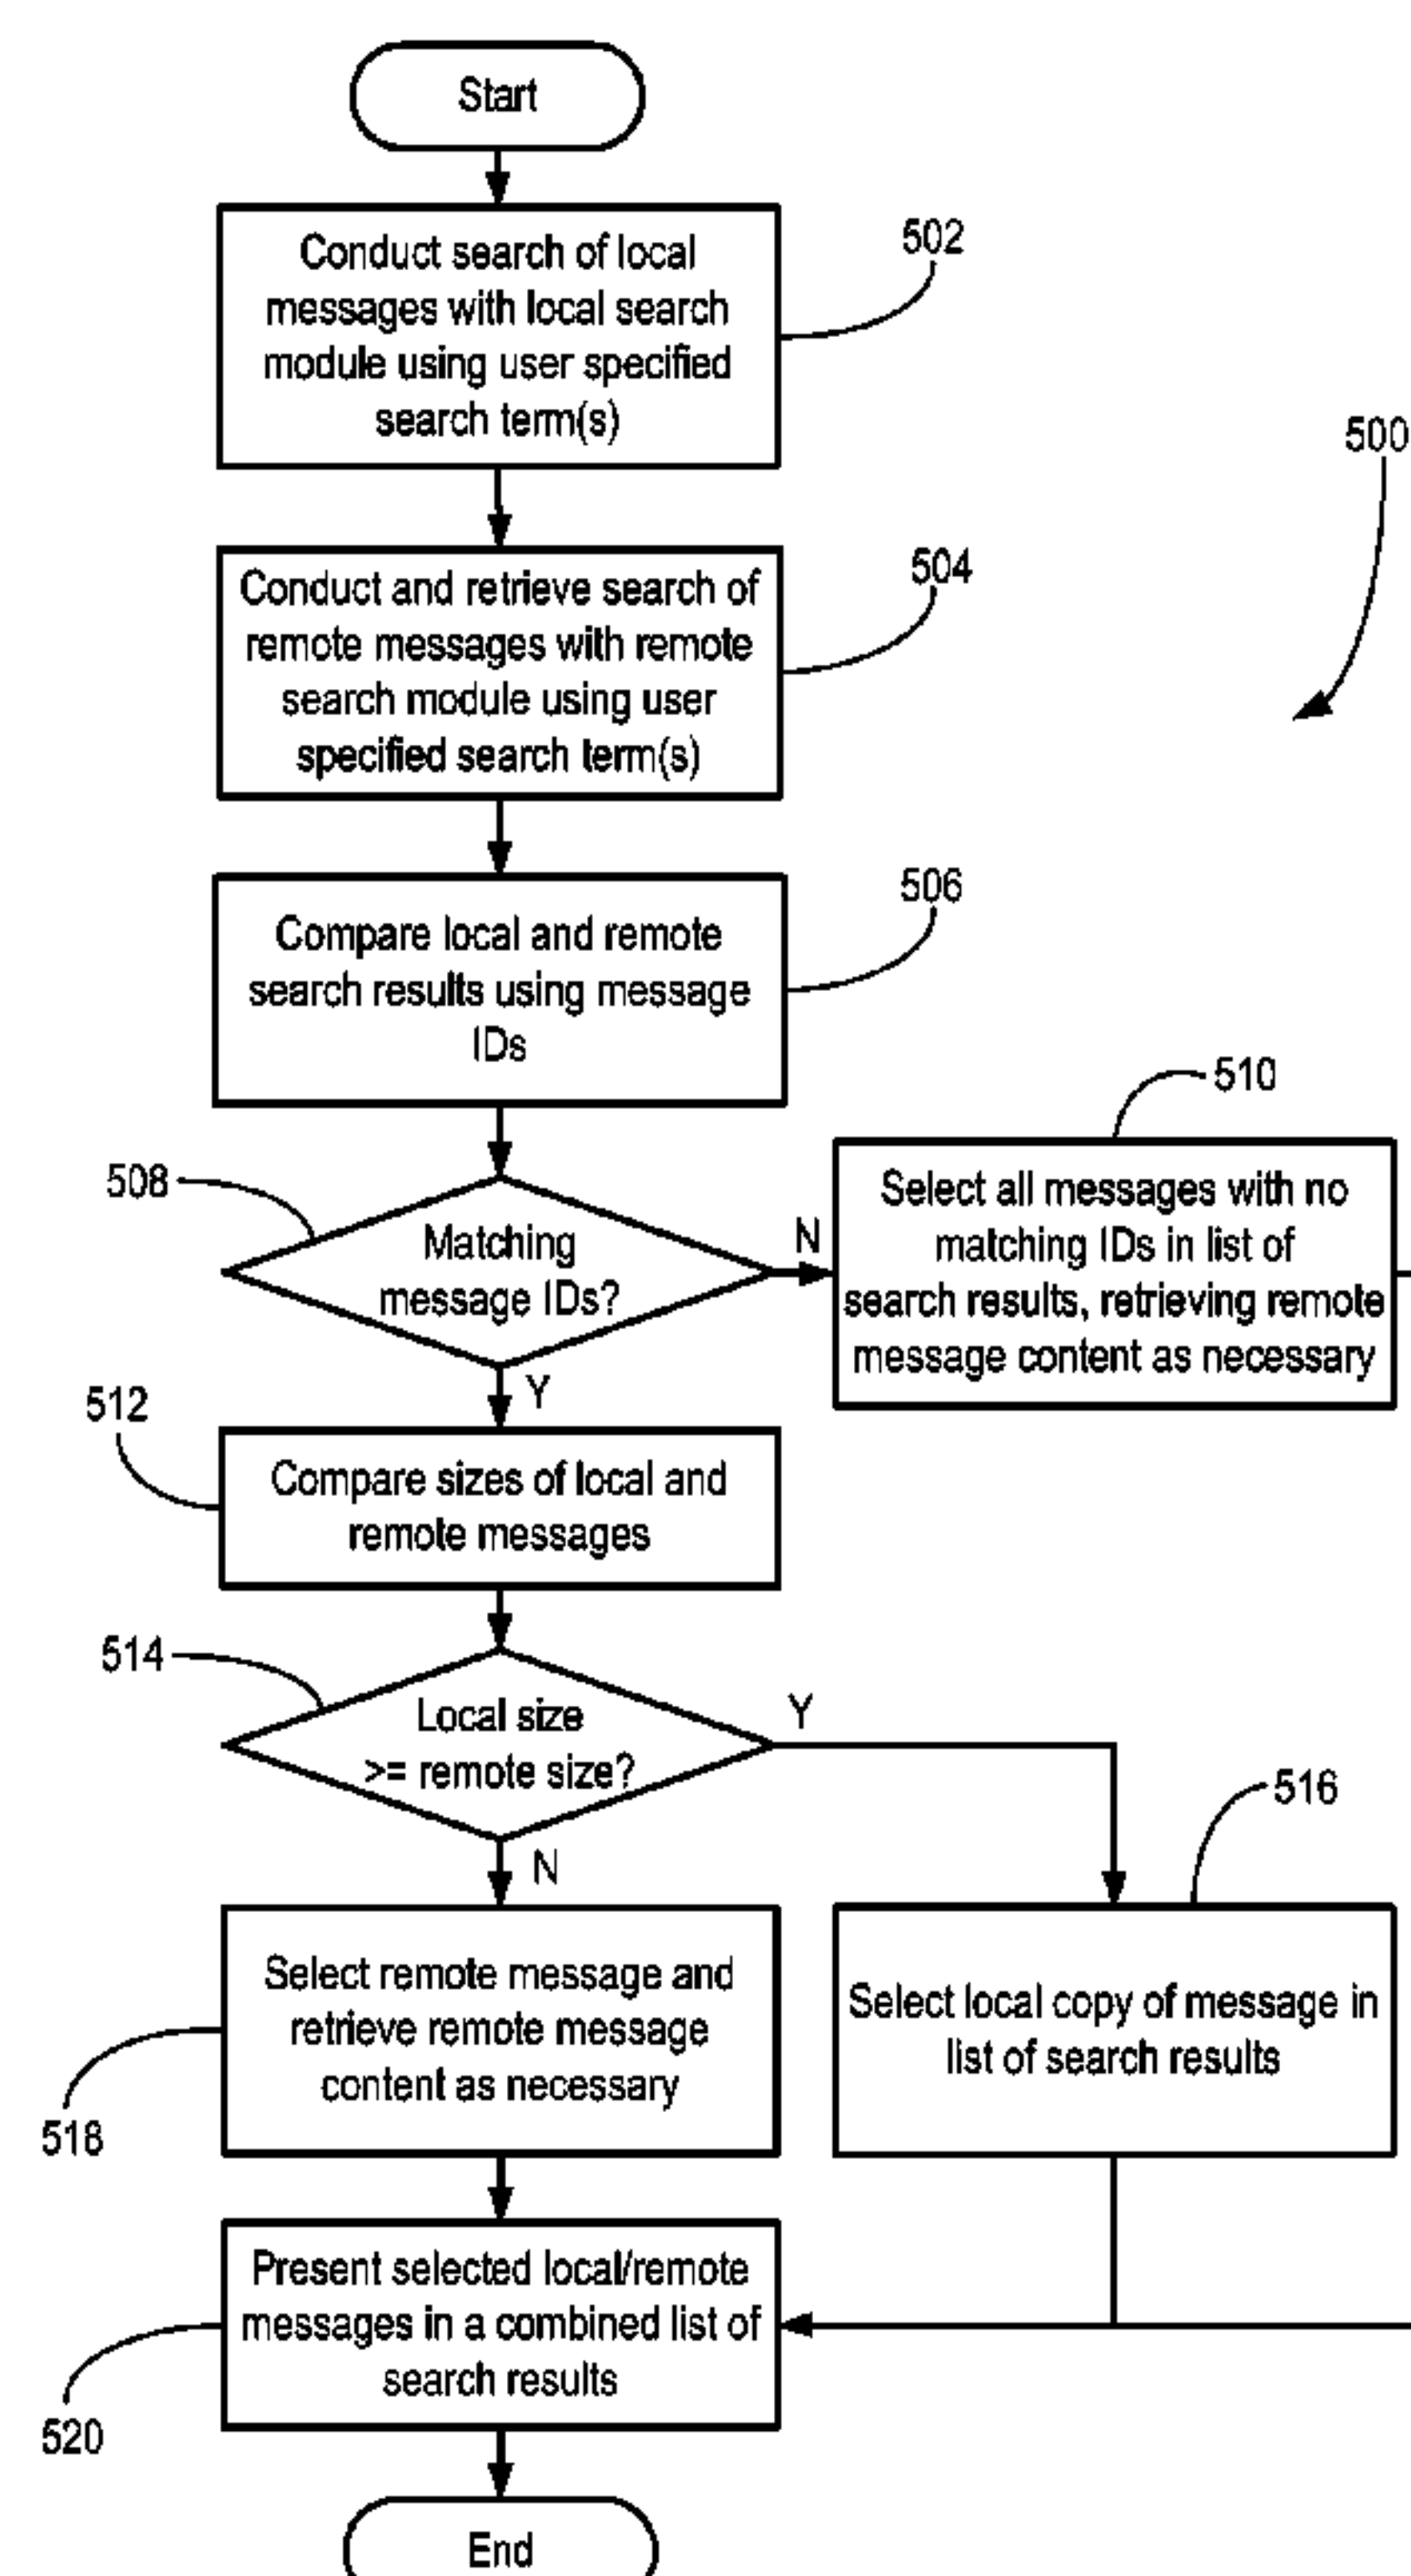 Start
Conduct search of local
messages with local search
module using user specified
search term(s)
502
500
Conduct and retrieve search of
remote messages with remote
search module using user
specified search term(s)
504
Compare local and remote
search results using message
IDs
506
508
Matching
message IDs?
N
Y
510
Select all messages with no
matching IDs in list of
search results, retrieving remote
message content as necessary
512
Compare sizes of local and
remote messages
514
Local size
>= remote size?
Y
N
516
Select local copy of message in
list of search results
Select remote message and
retrieve remote message
content as necessary
518
Present selected local/remote
messages in a combined list of
search results
520
End